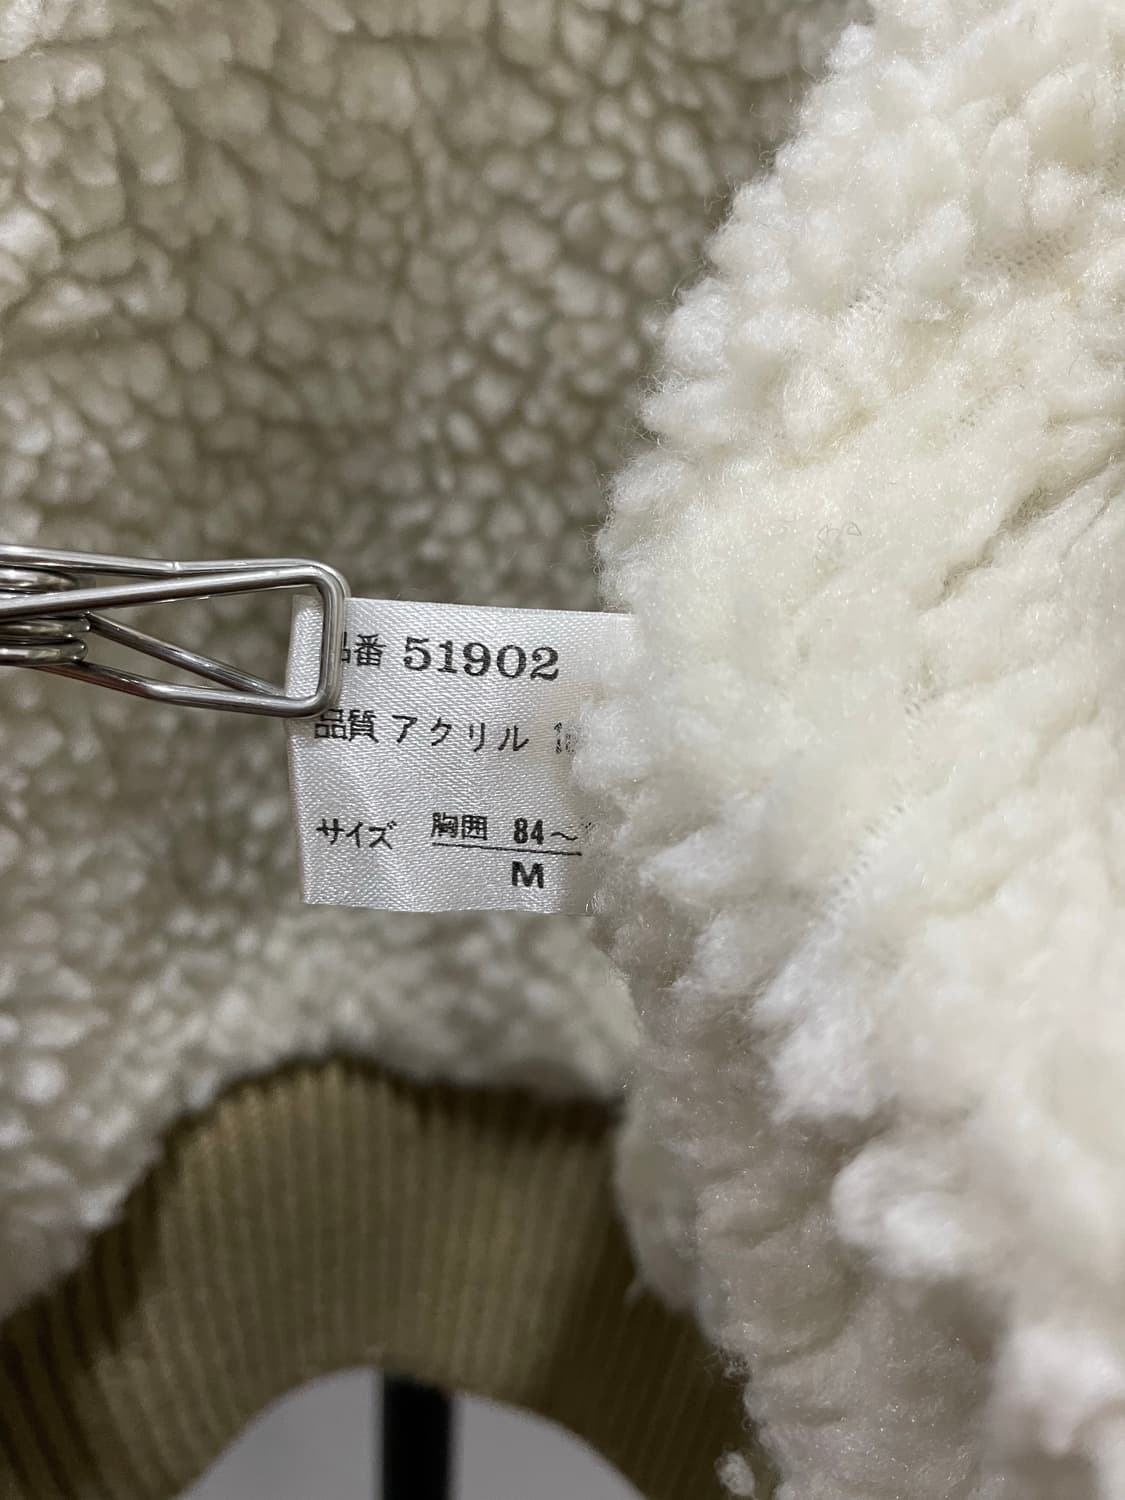 品番 51902
品質 アクリル
サイズ 胸囲 84～
M